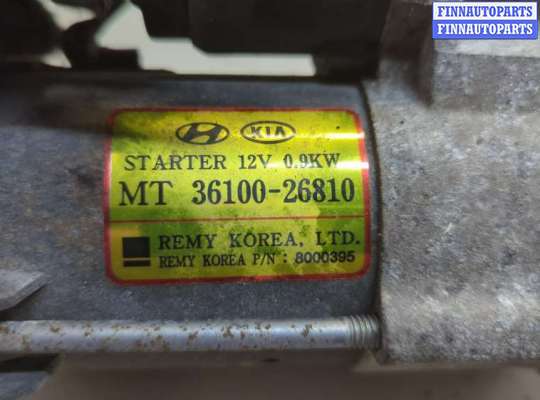 FINNAUTOPARTS
FINNAUTOPARTS
KIA
STARTER 12V 0.9KW
MT 36100-26810
REMY KOREA, LTD.
REMY KOREA P/N : 8000395